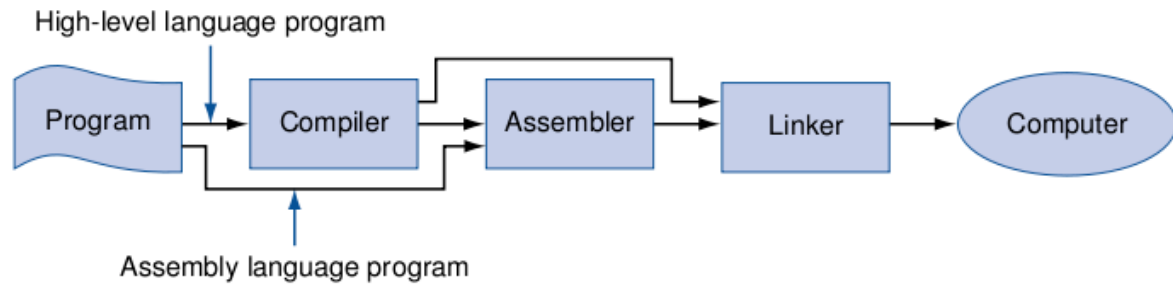 High-level language program
Program
Compiler
Assembler
Linker
Computer
Assembly language program